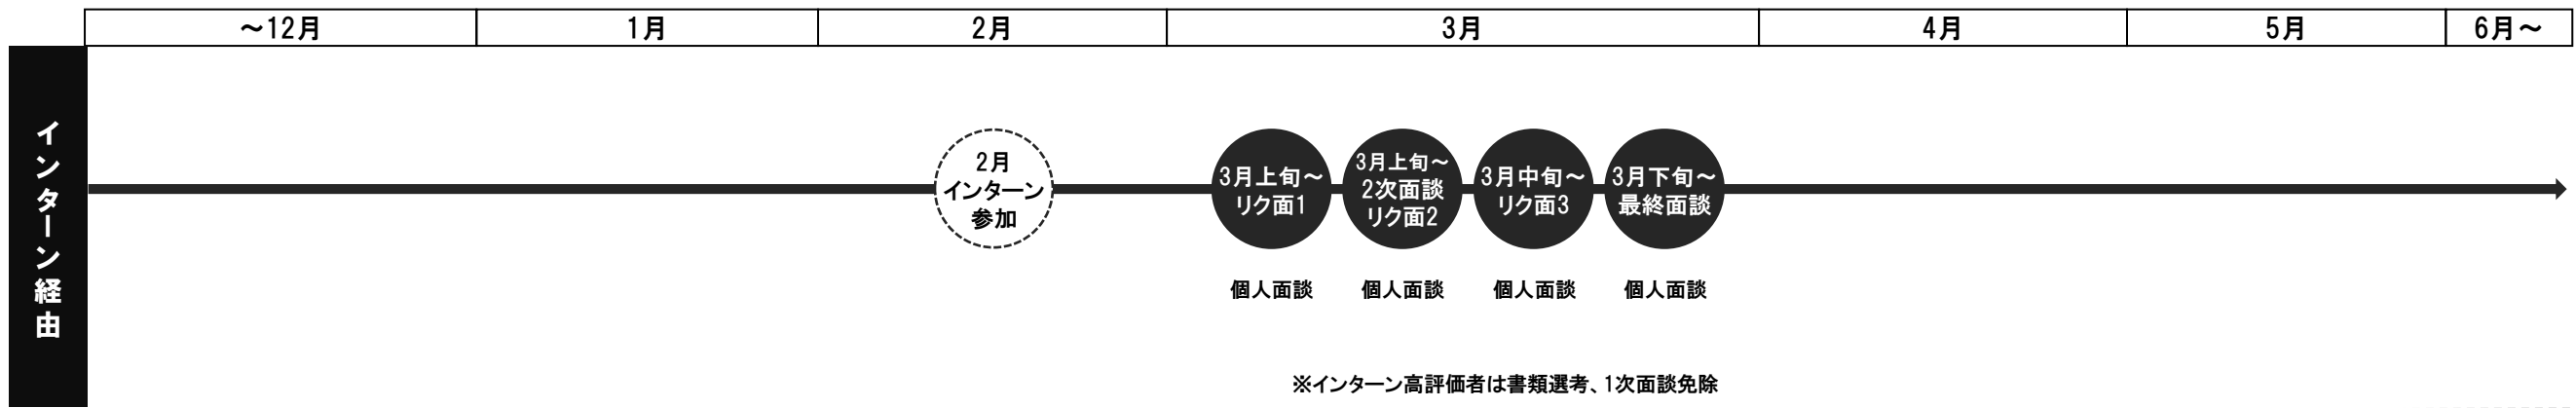 ～12月
1月
2月
3月
4月
5月
6月～
インターン経由
2月
インターン
参加
3月上旬～
リク面1
3月上旬～
2次面談
リク面2
3月中旬～
リク面3
3月下旬～
最終面談
個人面談
個人面談
個人面談
個人面談
※インターン高評価者は書類選考、1次面談免除